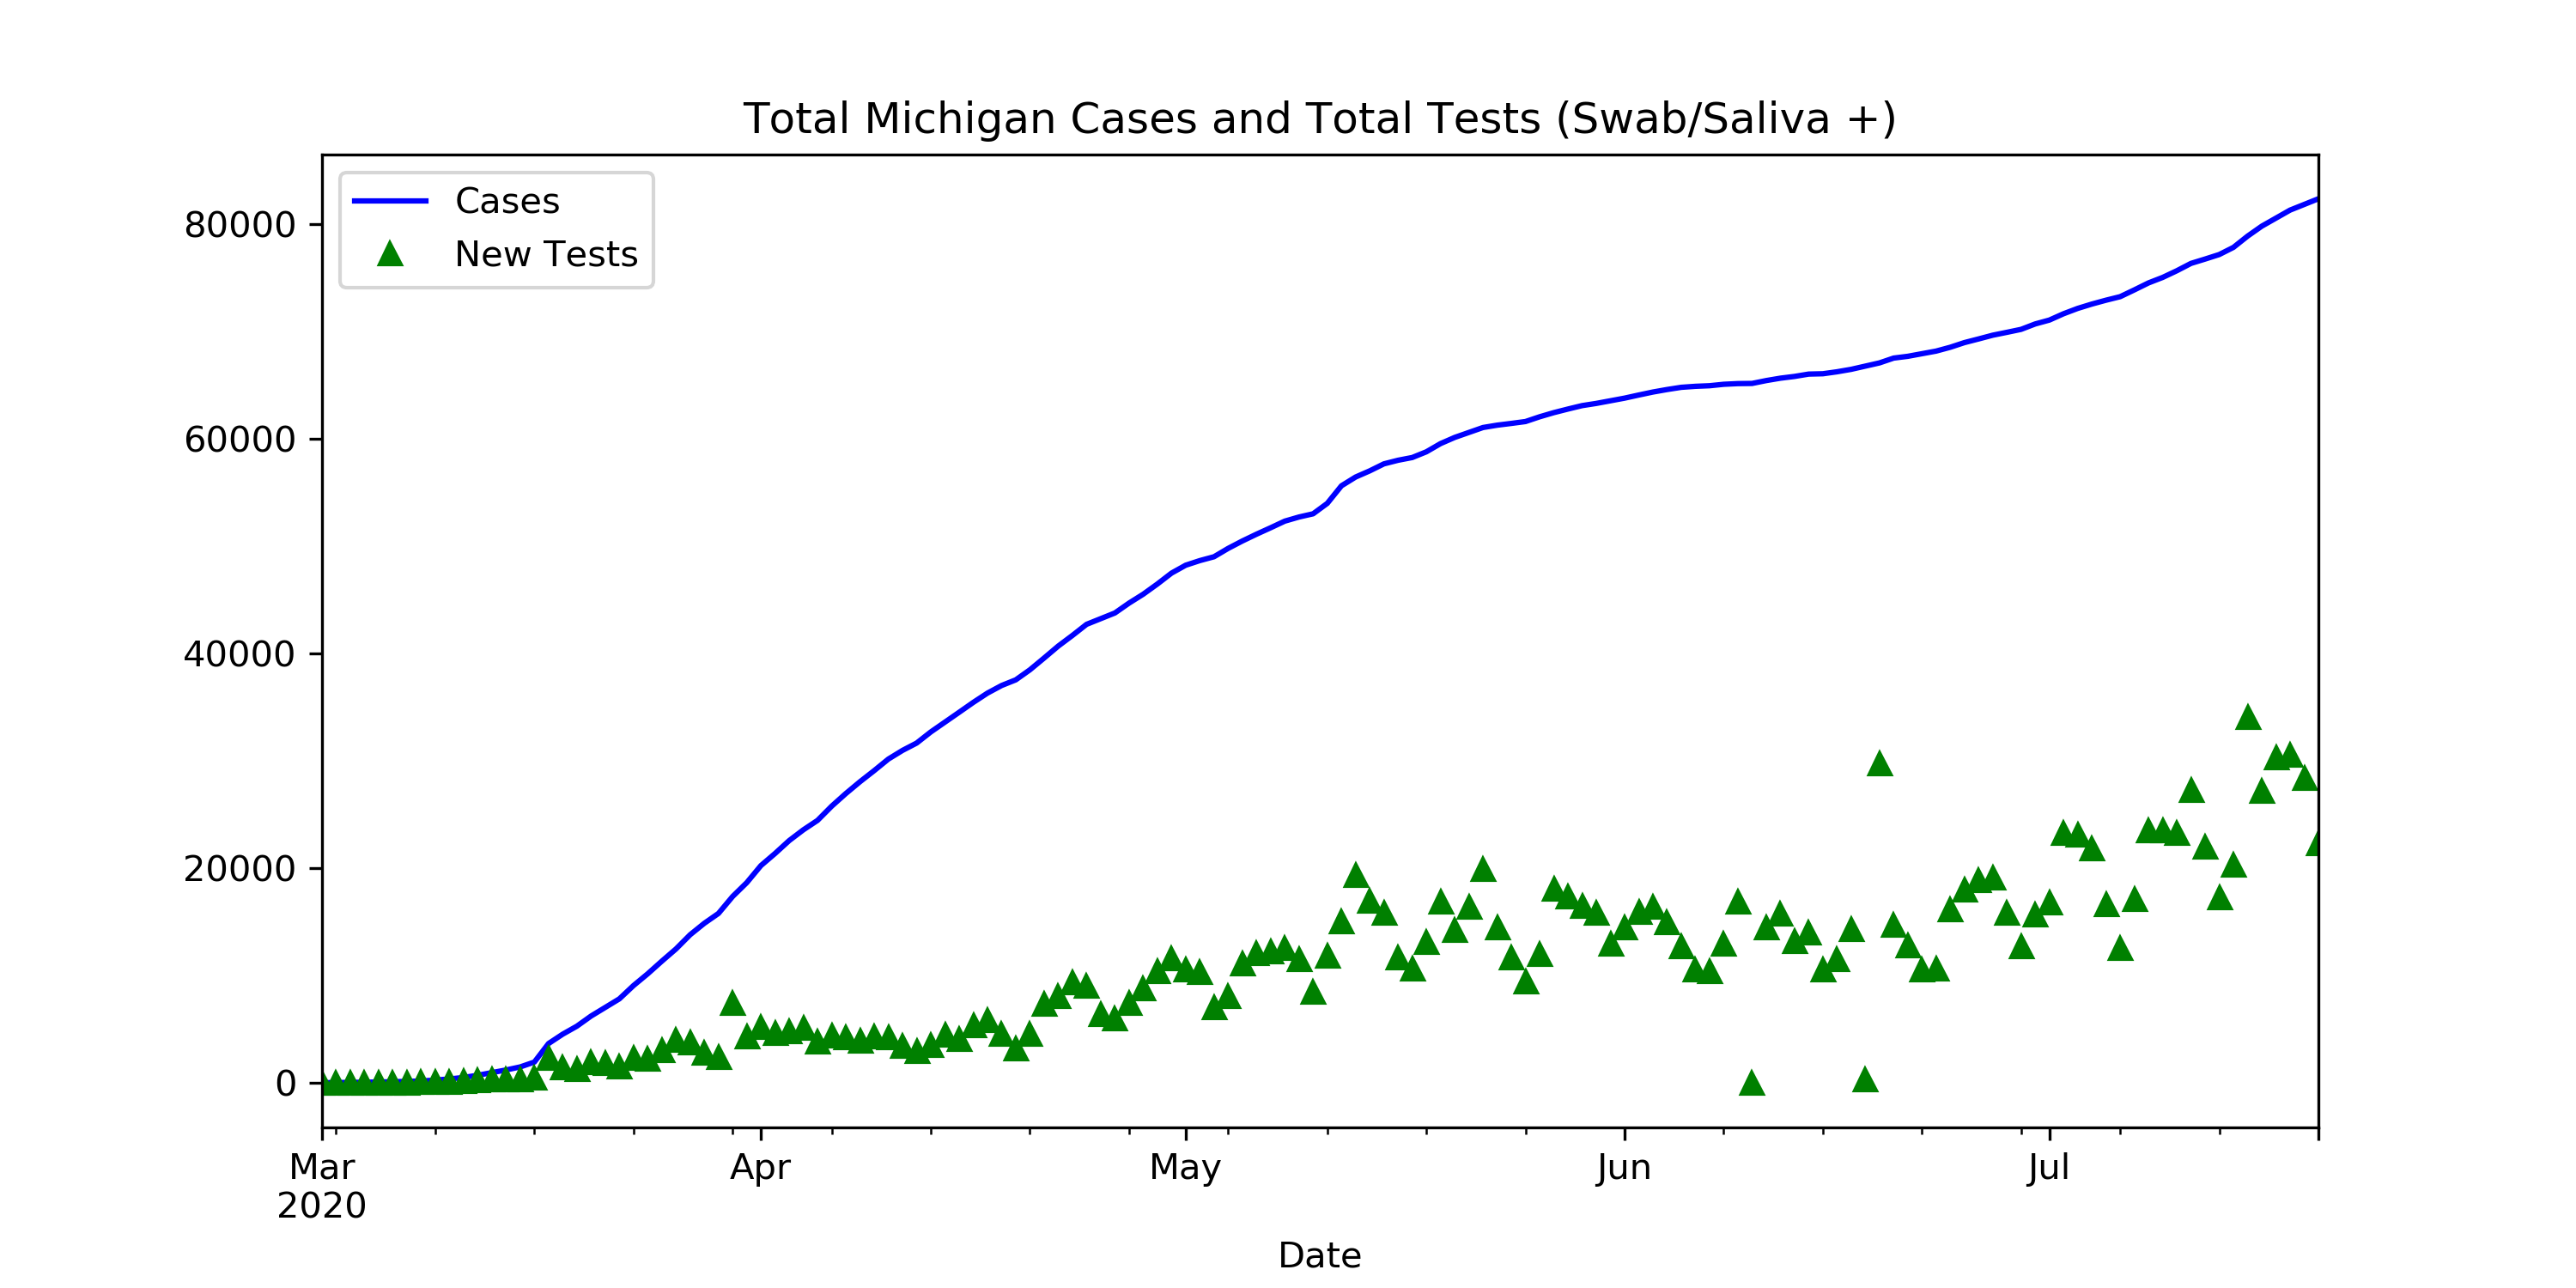 Total Michigan Cases and Total Tests (Swab/Saliva +)
Cases
New Tests
80000
60000
40000
20000
0
Mar Apr May Jun Jul
2020
Date